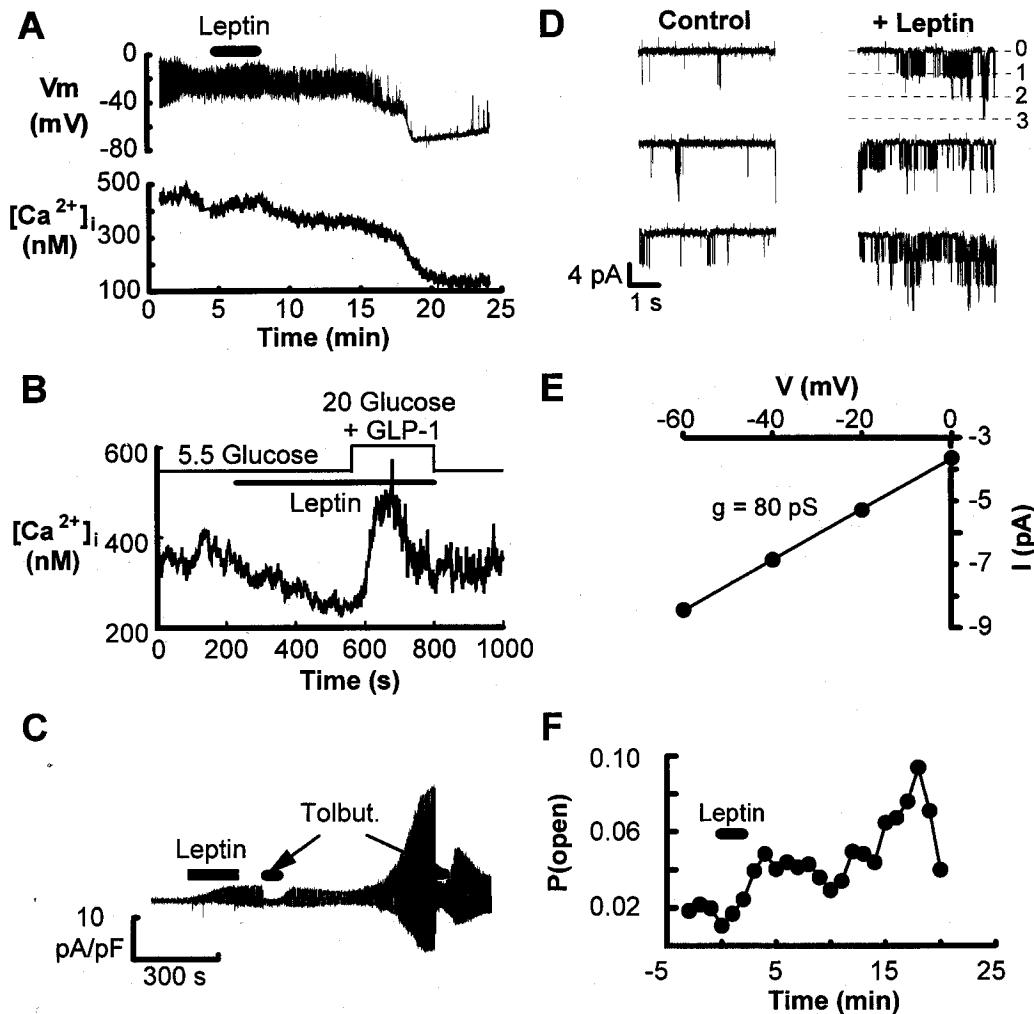 A
Leptin
0
Vm
-40
(mV)
-80
500
[Ca2+]i
300
(nM)
100
0 5 10 15 20 25
Time (min)
B
20 Glucose
+ GLP-1
600
5.5 Glucose
Leptin
[Ca2+]i
400
(nM)
200
0 200 400 600 800 1000
Time (s)
C
Tolbut.
Leptin
10
pA/pF
300 s
D
Control
+ Leptin
0
1
2
3
4 pA
1 s
E
V (mV)
-60 -40 -20 0
-3
g = 80 pS
-5
I (pA)
-7
-9
F
0.10
Leptin
P(open)
0.06
0.02
-5 5 15 25
Time (min)